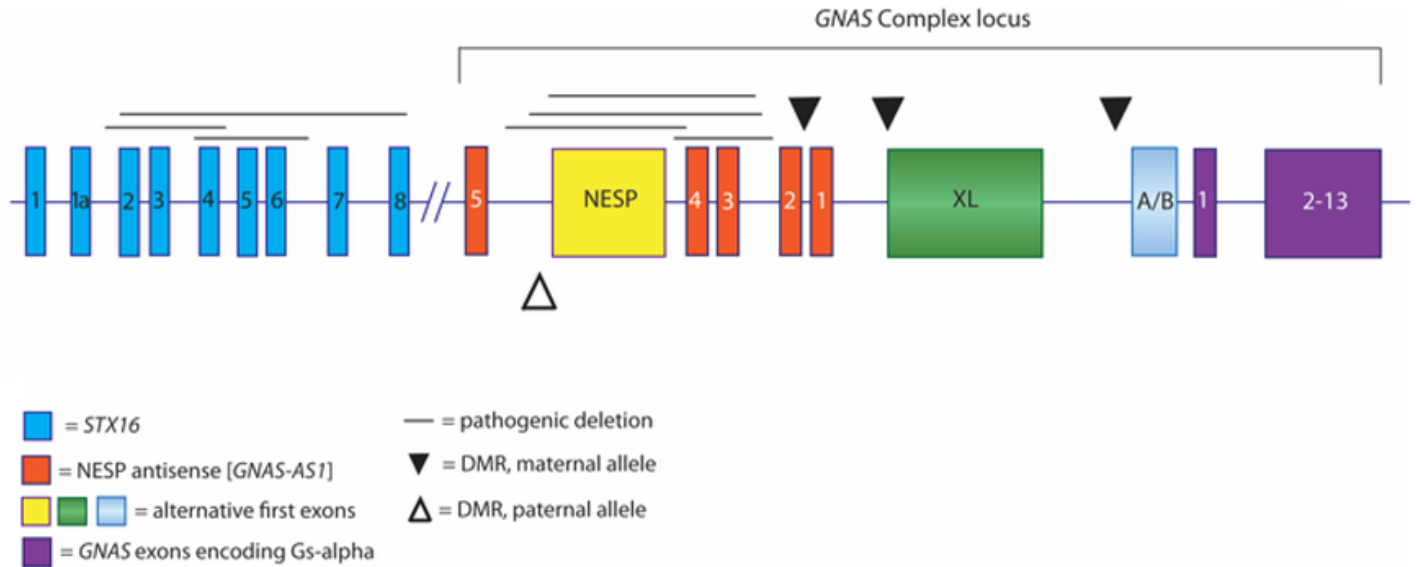 GNAS Complex locus
1 1a 2 3 4 5 6 7 8 5 NESP 4 3 2 1 XL A/B 1 2-13
= STX16
= NESP antisense [GNAS-AS1]
= alternative first exons
= GNAS exons encoding Gs-alpha
= pathogenic deletion
= DMR, maternal allele
= DMR, paternal allele